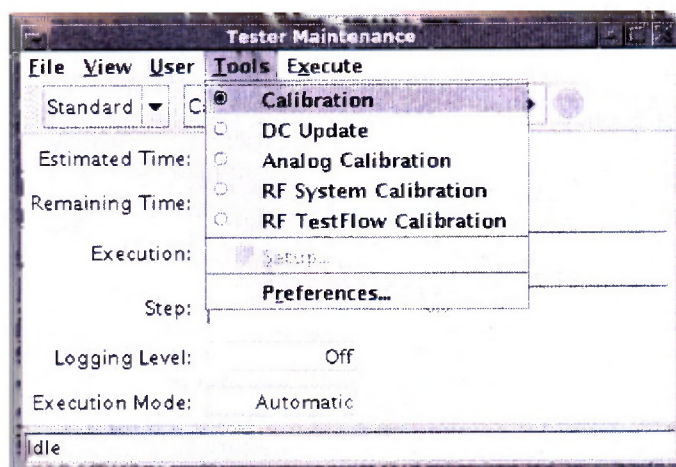 Tester Maintenance
File View User Tools Execute
Standard
Calibration
DC Update
Analog Calibration
RF System Calibration
RF TestFlow Calibration
Setup...
Preferences...
Estimated Time:
Remaining Time:
Execution:
Step:
Logging Level: Off
Execution Mode: Automatic
Idle